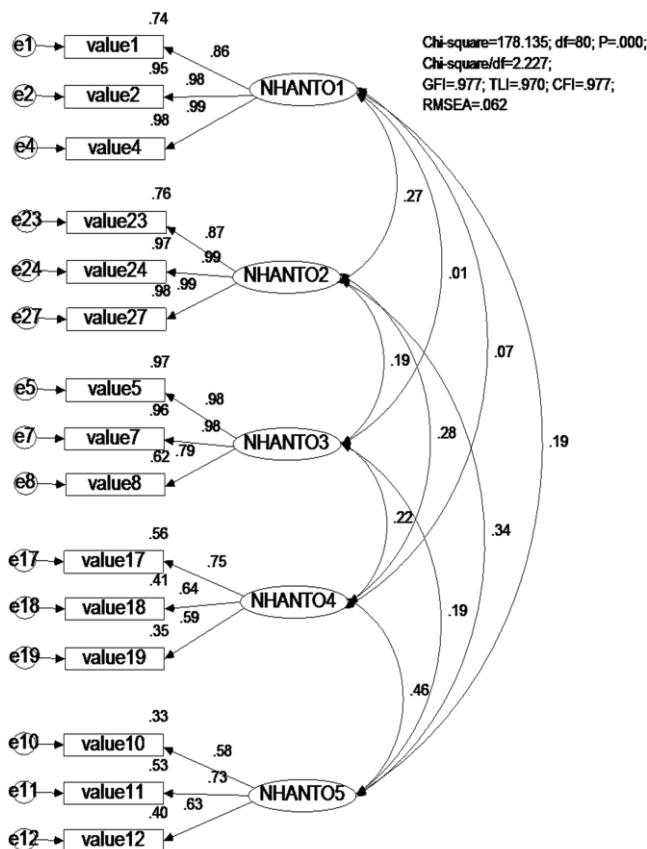 Chi-square=178.135; df=80; P=.000;
Chi-square/df=2.227;
GFI=.977; TLI=.970; CFI=.977;
RMSEA=.062
.74
e1 value1 .86
.95
e2 value2 .98 NHANTO1
.99
.98
e4 value4
.27
.76
e23 value23 .87
.97
e24 value24 .99 NHANTO2
.99
.98
e27 value27
.01
.19
.07
.97
e5 value5 .98
.96
e7 value7 .98 NHANTO3
.79
.62
e8 value8
.28
.19
.22
.34
.56
e17 value17 .75
.41
e18 value18 .64 NHANTO4
.59
.35
e19 value19
.19
.46
.33
e10 value10 .58
.53
e11 value11 .73 NHANTO5
.63
.40
e12 value12